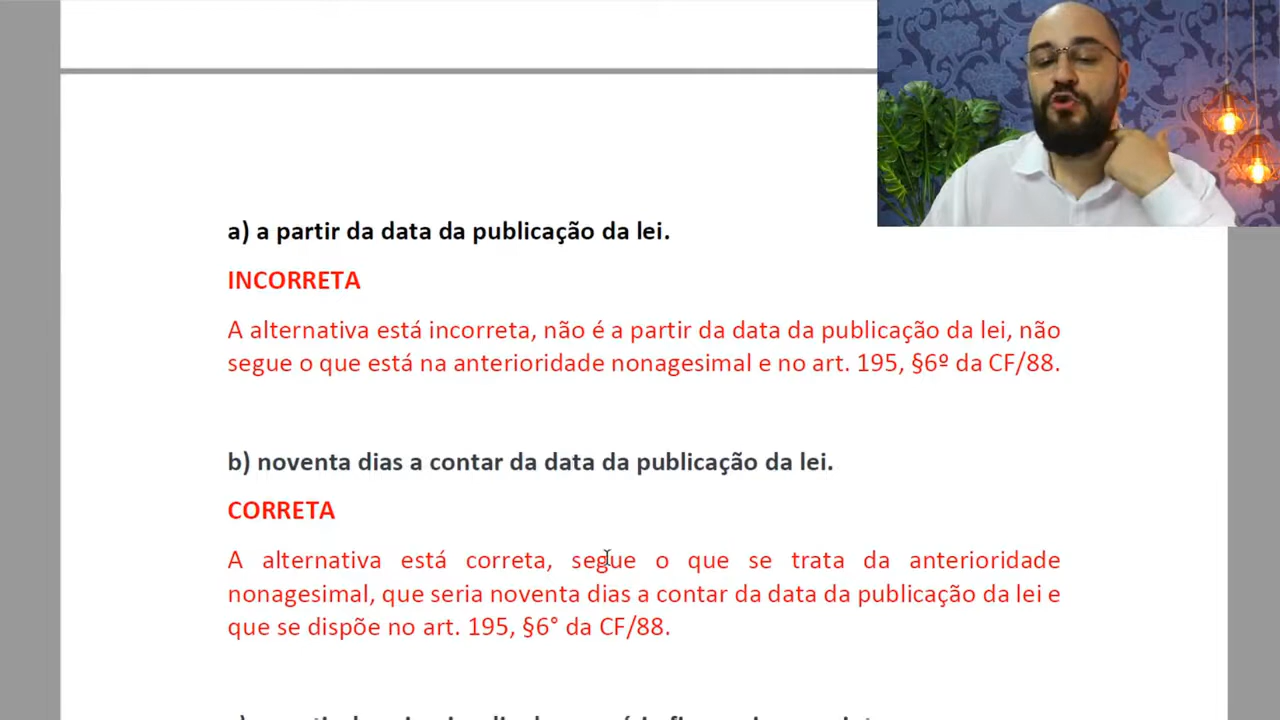 a) a partir da data da publicação da lei.
INCORRETA
A alternativa está incorreta, não é a partir da data da publicação da lei, não
segue o que está na anterioridade nonagesimal e no art. 195, §6º da CF/88.
b) noventa dias a contar da data da publicação da lei.
CORRETA
A alternativa está correta, segue o que se trata da anterioridade
nonagesimal, que seria noventa dias a contar da data da publicação da lei e
que se dispõe no art. 195, §6° da CF/88.